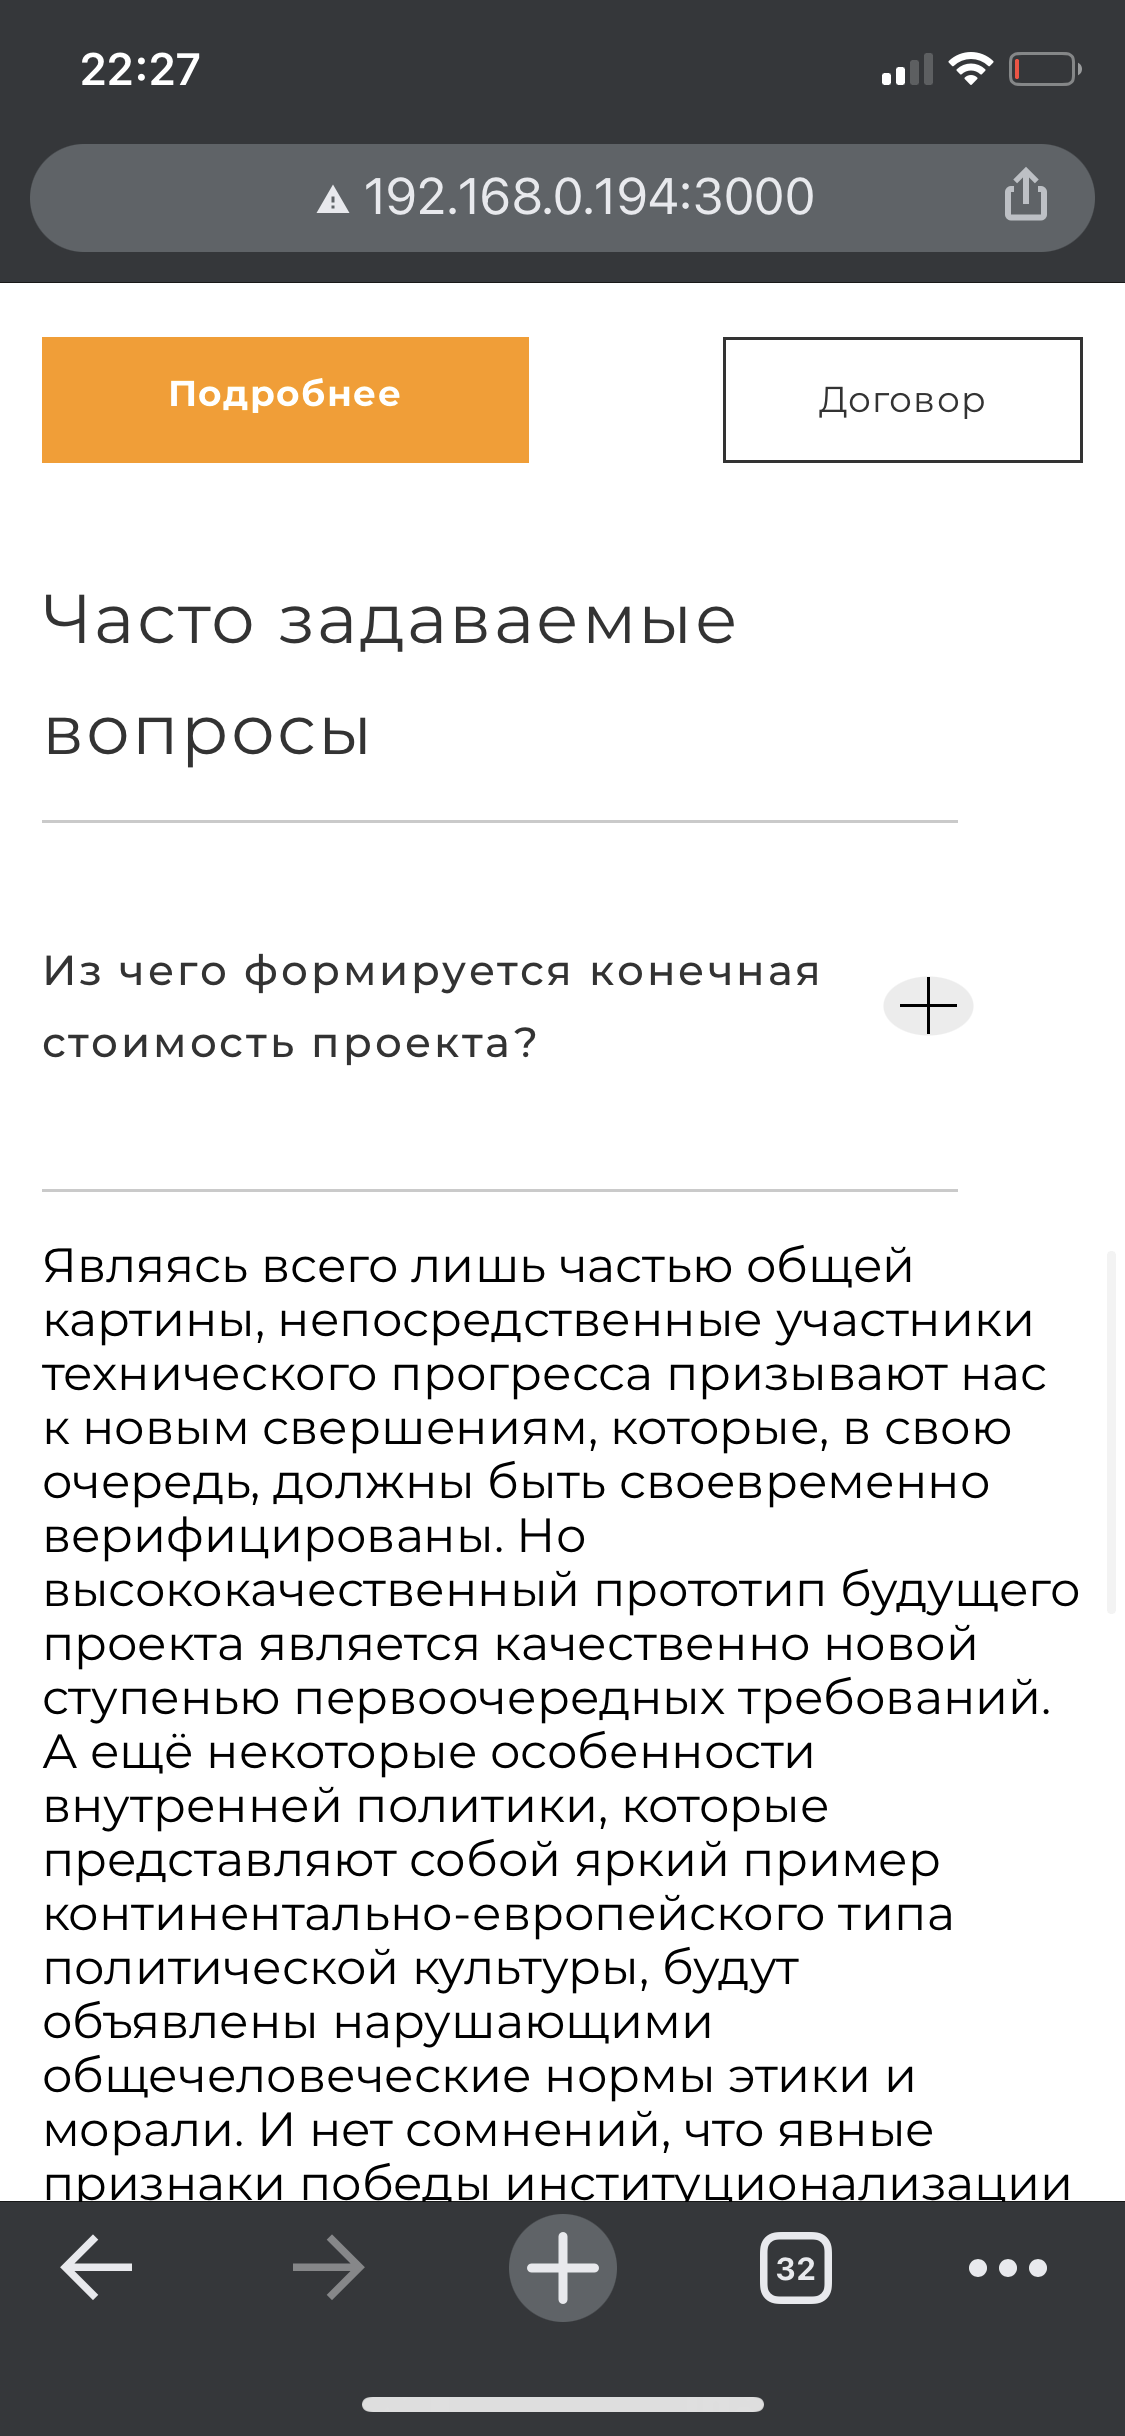 22:27
192.168.0.194:3000
Подробнее
Договор
Часто задаваемые
вопросы
Из чего формируется конечная
стоимость проекта?
Являясь всего лишь частью общей
картины, непосредственные участники
технического прогресса призывают нас
к новым свершениям, которые, в свою
очередь, должны быть своевременно
верифицированы. Но
высококачественный прототип будущего
проекта является качественно новой
ступенью первоочередных требований.
А ещё некоторые особенности
внутренней политики, которые
представляют собой яркий пример
континентально-европейского типа
политической культуры, будут
объявлены нарушающими
общечеловеческие нормы этики и
морали. И нет сомнений, что явные
признаки победы институционализации
32